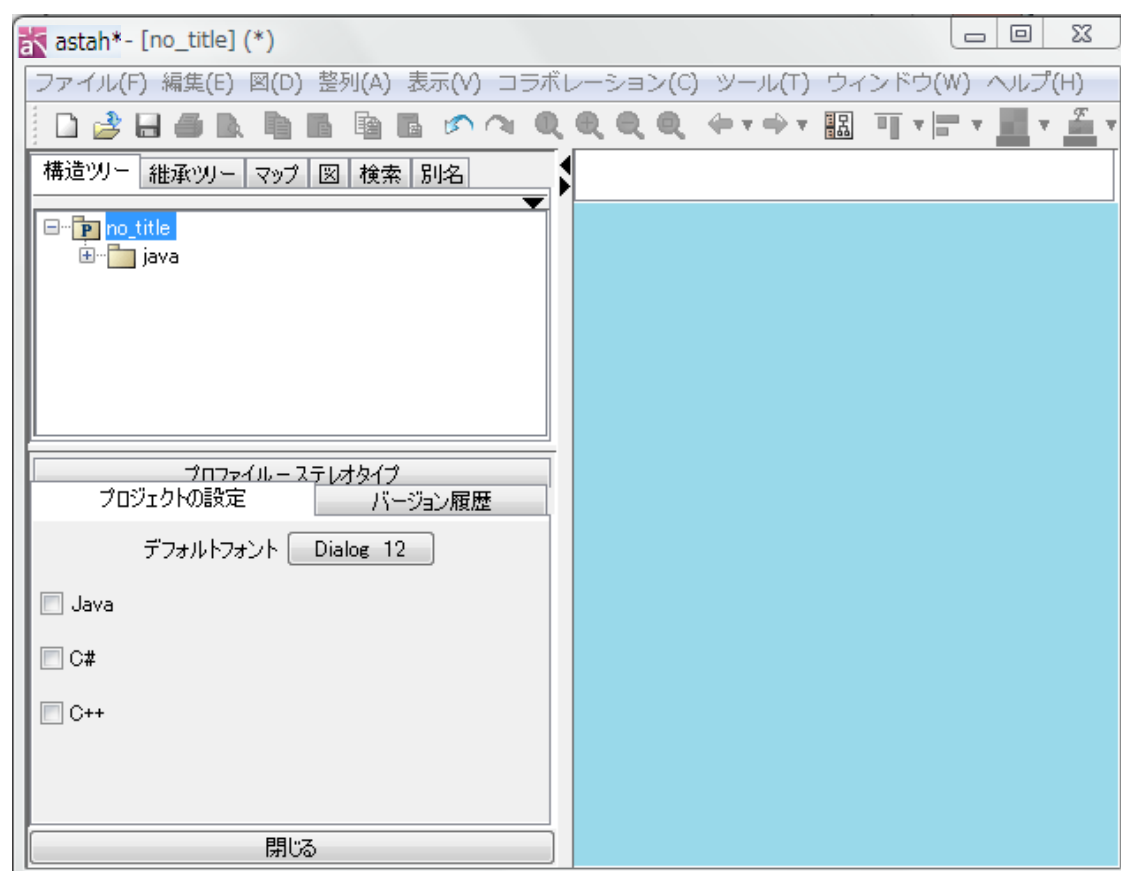 astah*- [no_title] (*)
ファイル(F) 編集(E) 図(D) 整列(A) 表示(V) コラボレーション(C) ツール(T) ウィンドウ(W) ヘルプ(H)
構造ツリー 継承ツリー マップ 図 検索 別名
no_title
java
プロファイル - ステレオタイプ
プロジェクトの設定 バージョン履歴
デフォルトフォント Dialog 12
Java
C#
C++
閉じる